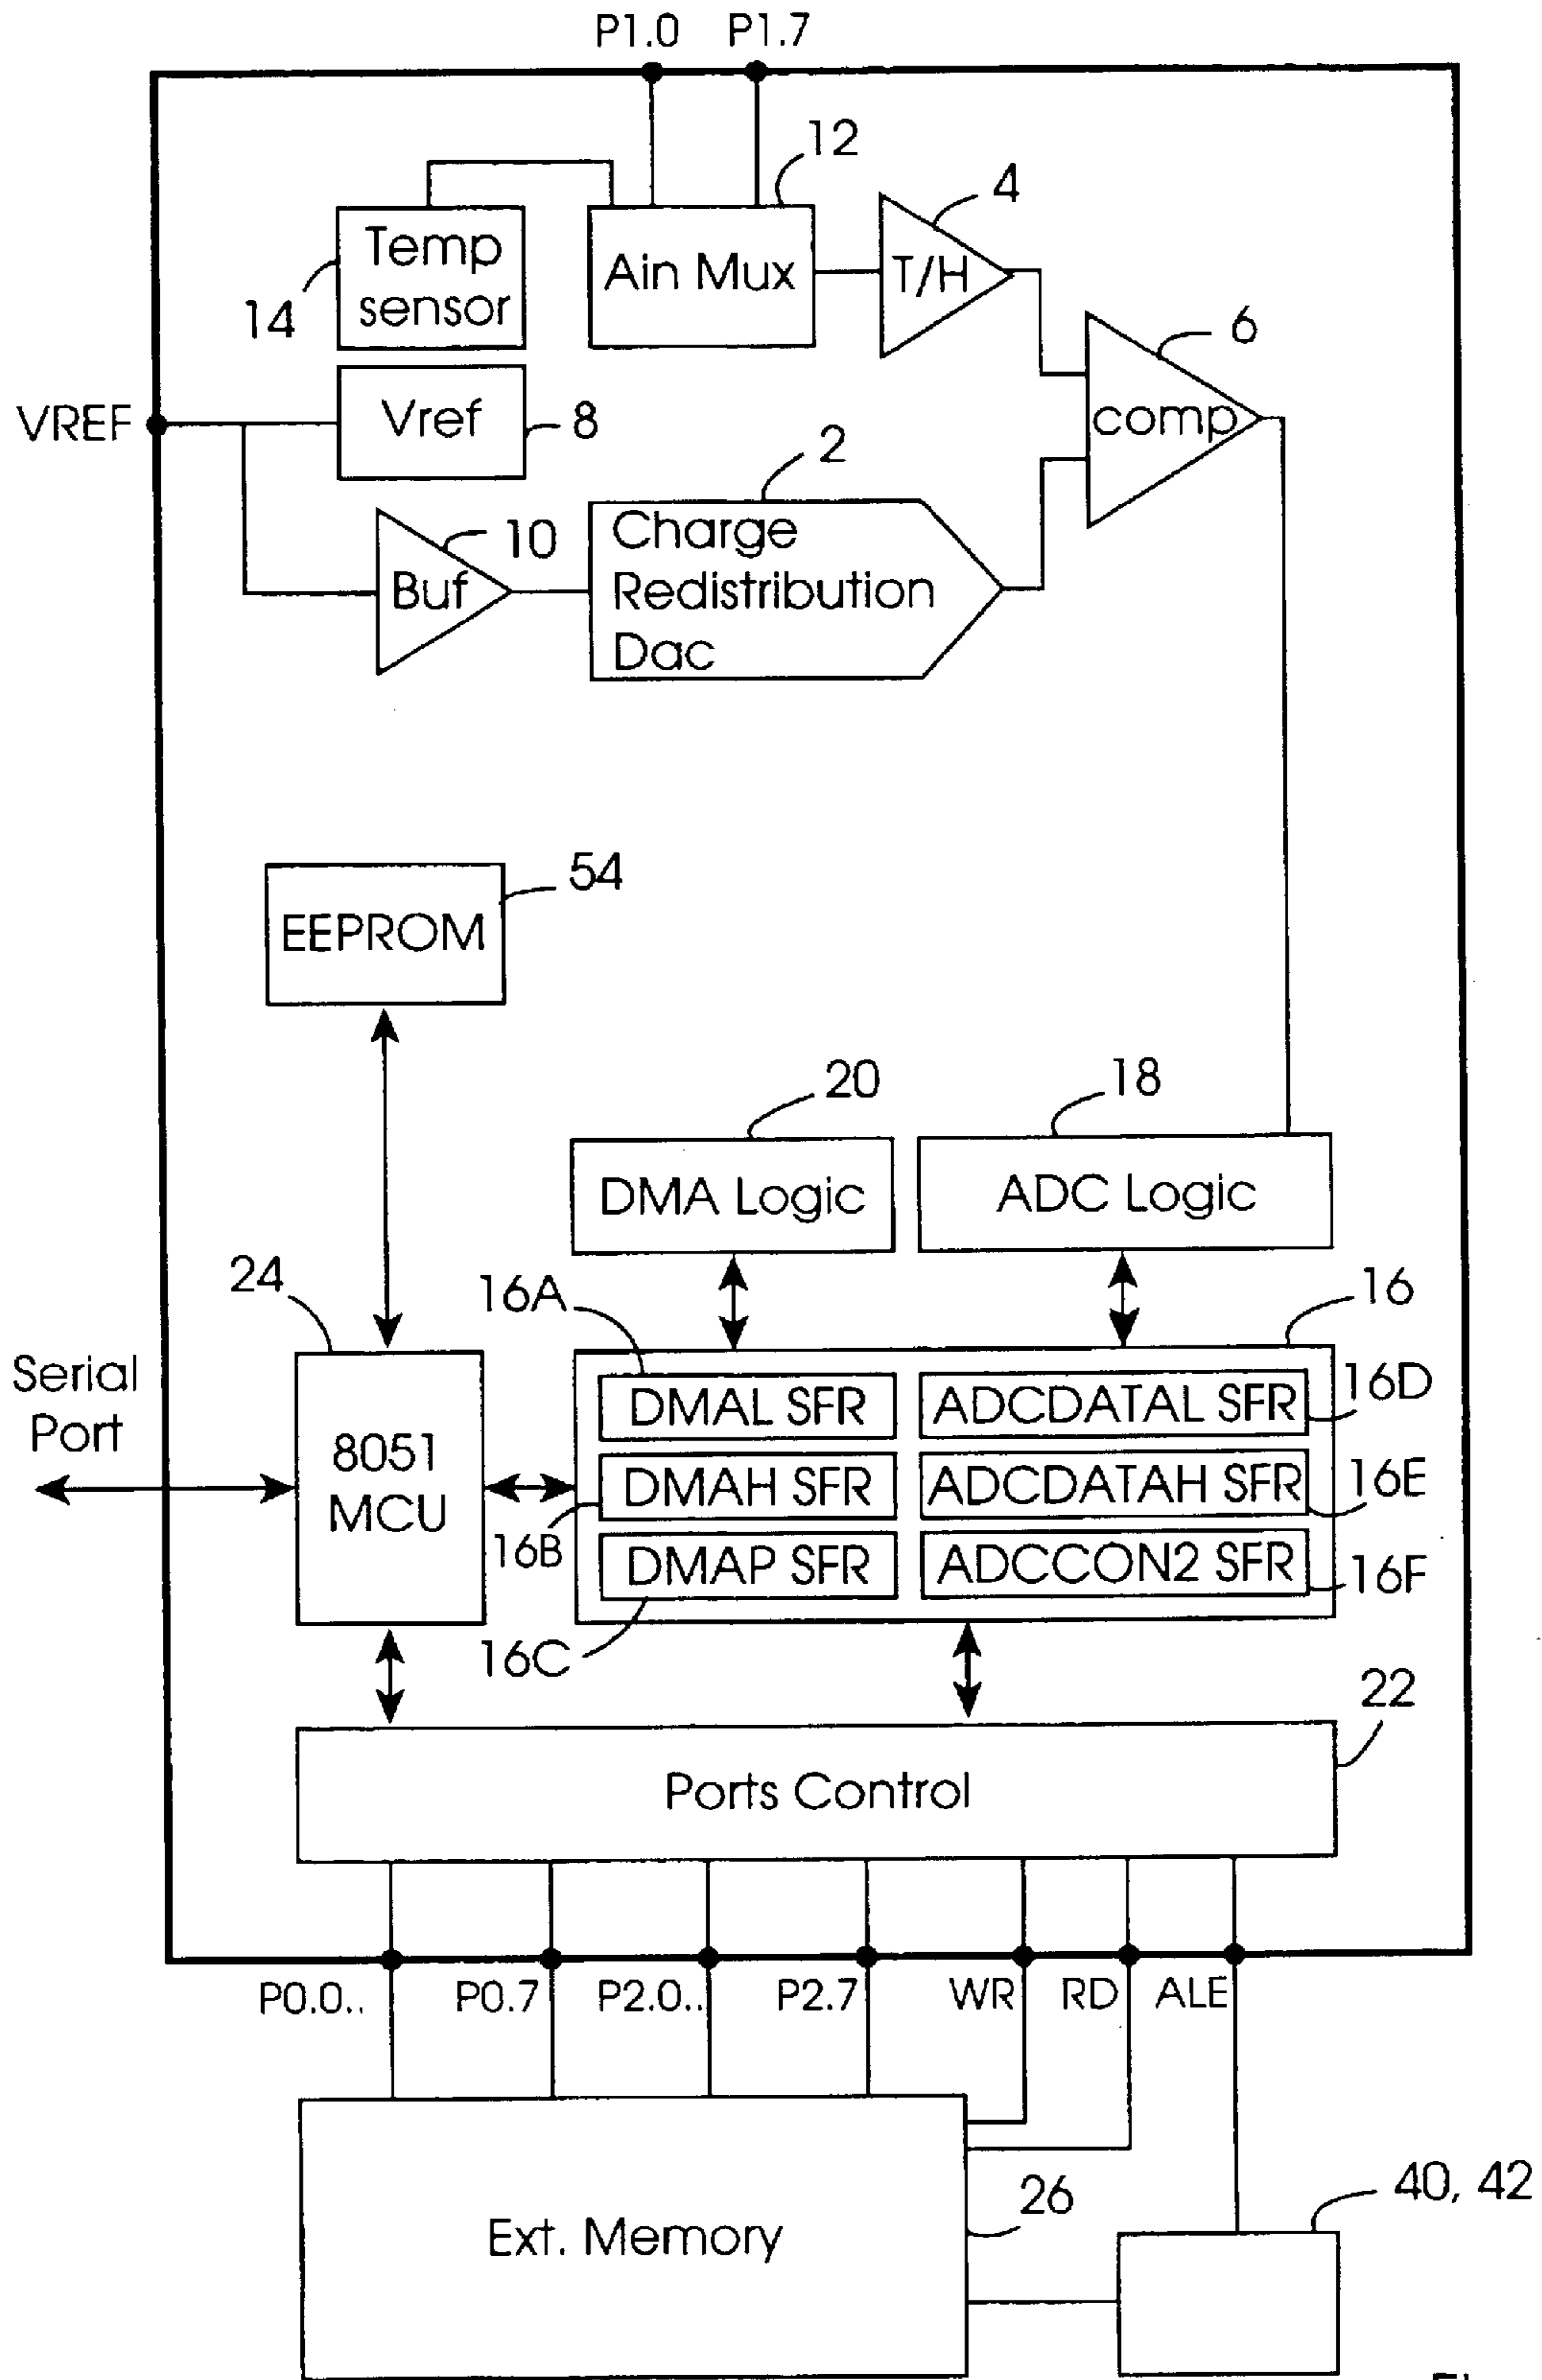 P1.0 P1.7
12
4
Temp
sensor
14
Ain Mux
T/H
6
VREF
Vref
8
comp
2
10
Buf
Charge
Redistribution
Dac
54
EEPROM
20
18
DMA Logic
ADC Logic
24
16A
16
Serial
Port
8051
MCU
DMAL SFR
ADCDATAL SFR
16D
DMAH SFR
ADCDATAH SFR
16E
16B
DMAP SFR
ADCCON2 SFR
16F
16C
22
Ports Control
P0.0.. P0.7 P2.0.. P2.7 WR RD ALE
40, 42
26
Ext. Memory